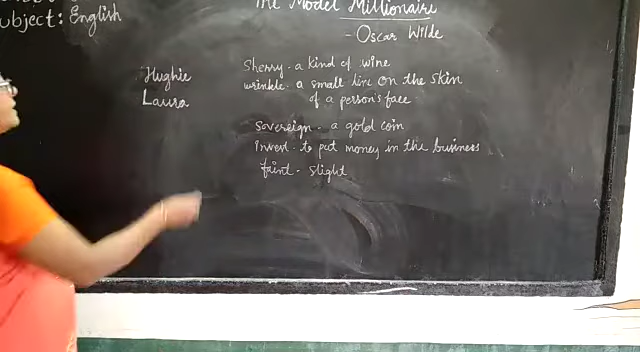 The Model Millionaire
Subject: English
- Oscar Wilde
Hughie
Laura
Sherry - a kind of wine
wrinkle - a small line on the skin
of a person's face
Sovereign - a gold coin
Invest - to put money in the business
faint - slight